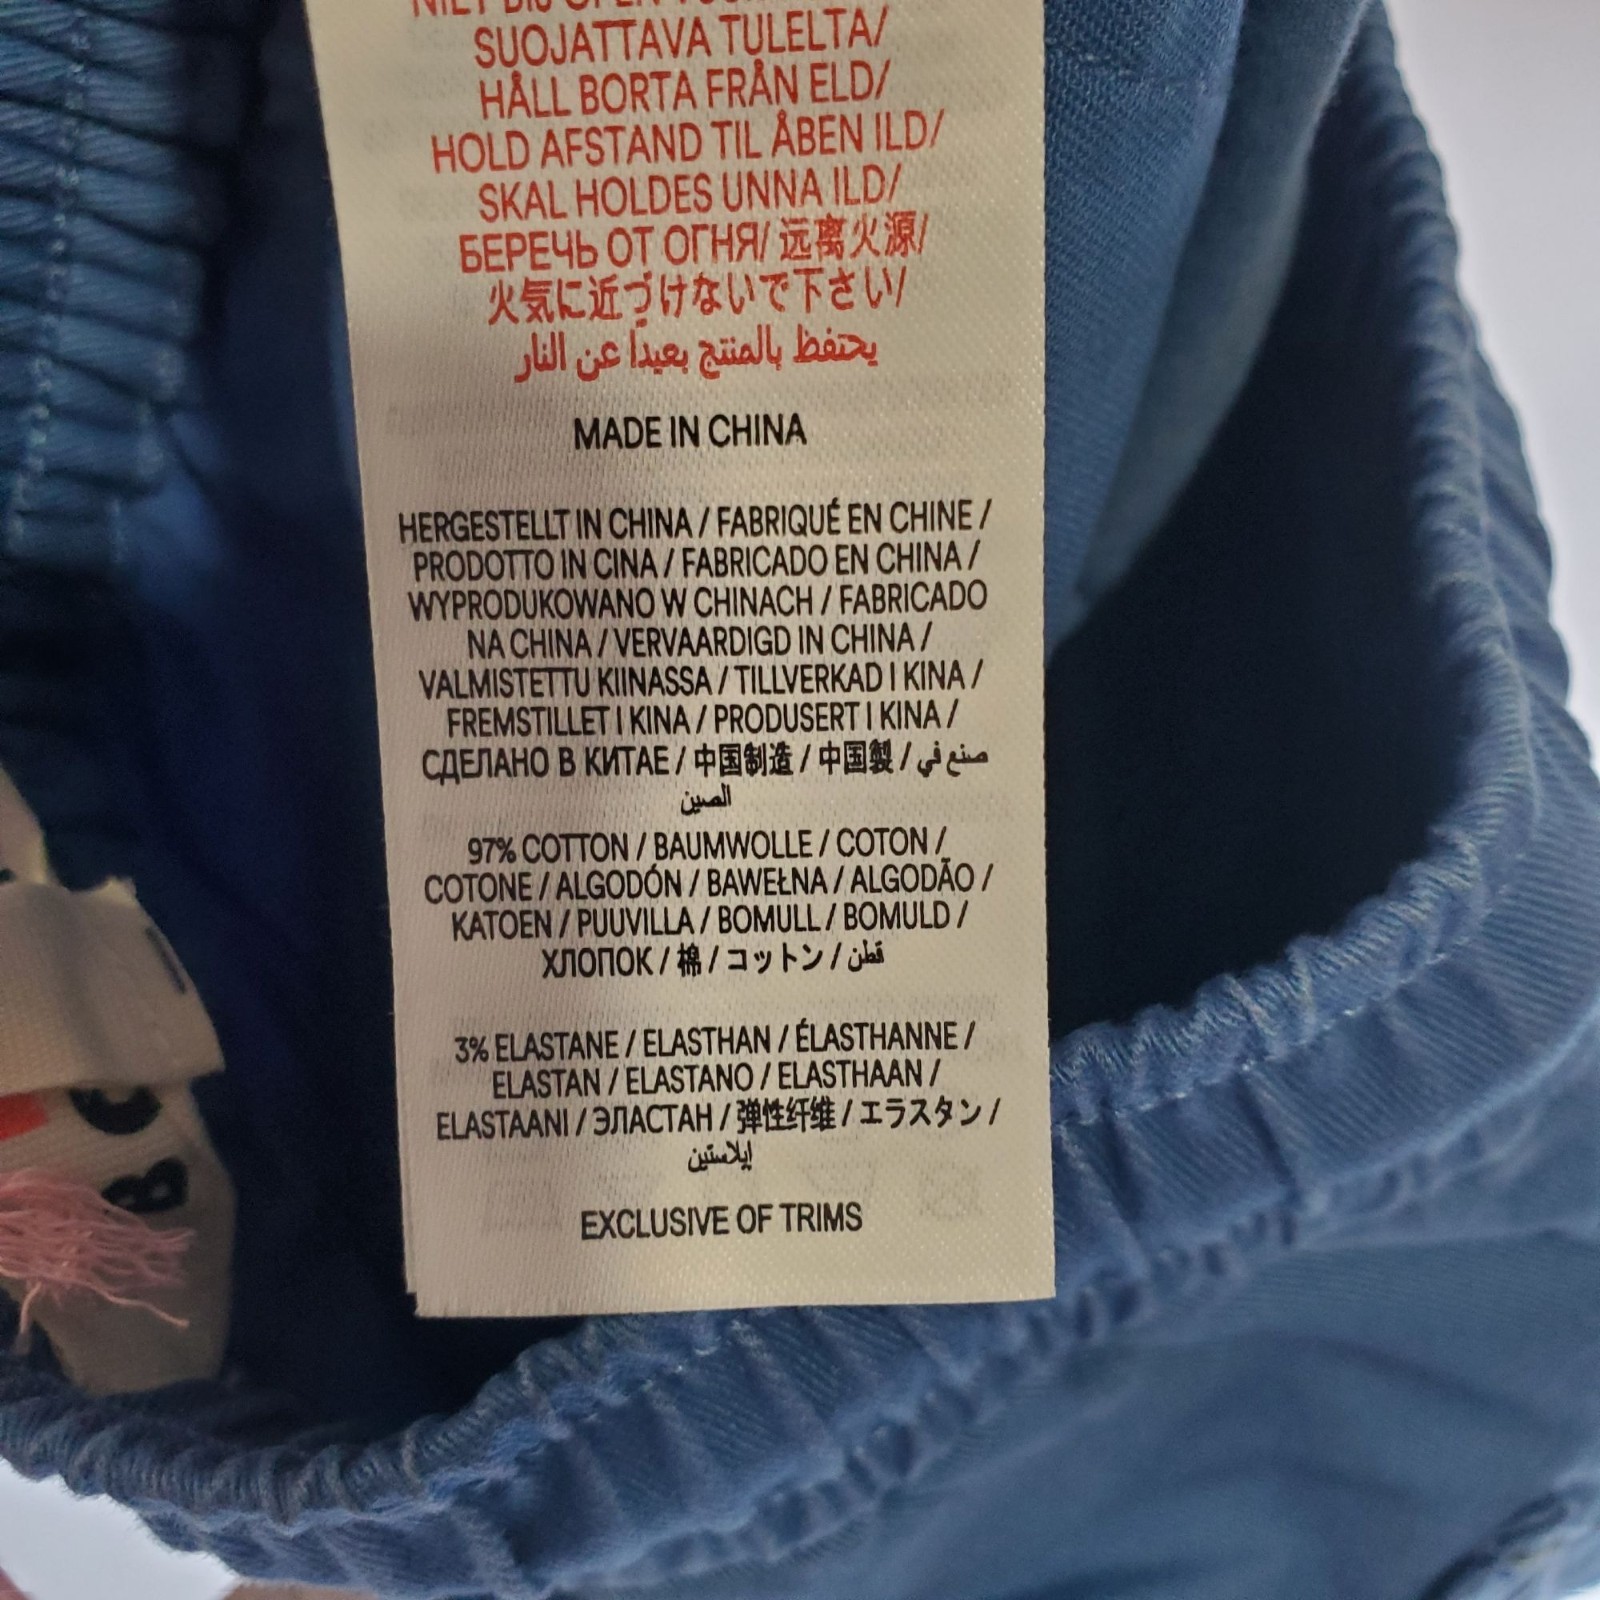 SUOJATTAVA TULELTA/
HÅLL BORTA FRÅN ELD/
HOLD AFSTAND TIL ÅBEN ILD/
SKAL HOLDES UNNA ILD/
БЕРЕЧЬ ОТ ОГНЯ/ 远离火源/
火気に近づけないで下さい/
يحتفظ بالمنتج بعيداً عن النار
MADE IN CHINA
HERGESTELLT IN CHINA / FABRIQUÉ EN CHINE /
PRODOTTO IN CINA / FABRICADO EN CHINA /
WYPRODUKOWANO W CHINACH / FABRICADO
NA CHINA / VERVAARDIGD IN CHINA /
VALMISTETTU KIINASSA / TILLVERKAD I KINA /
FREMSTILLET I KINA / PRODUSERT I KINA /
СДЕЛАНО В КИТАЕ / 中国制造 / 中国製 / صنع في
الصين
97% COTTON / BAUMWOLLE / COTON /
COTONE / ALGODÓN / BAWEŁNA / ALGODÃO /
KATOEN / PUUVILLA / BOMULL / BOMULD /
ХЛОПОК / 棉 / コットン / قطن
3% ELASTANE / ELASTHAN / ÉLASTHANNE /
ELASTAN / ELASTANO / ELASTHAAN /
ELASTAANI / ЭЛАСТАН / 弹性纤维 / エラスタン /
إيلاستين
EXCLUSIVE OF TRIMS